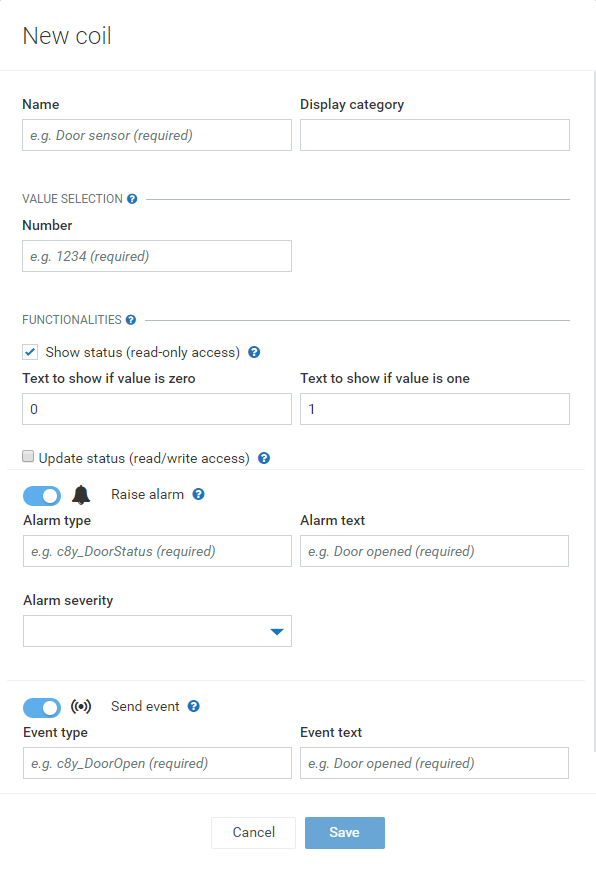 New coil
Name Display category
e.g. Door sensor (required)
VALUE SELECTION ?
Number
e.g. 1234 (required)
FUNCTIONALITIES ?
Show status (read-only access) ?
Text to show if value is zero Text to show if value is one
0 1
Update status (read/write access) ?
Raise alarm ?
Alarm type Alarm text
e.g. c8y_DoorStatus (required) e.g. Door opened (required)
Alarm severity
Send event ?
Event type Event text
e.g. c8y_DoorOpen (required) e.g. Door opened (required)
Cancel Save